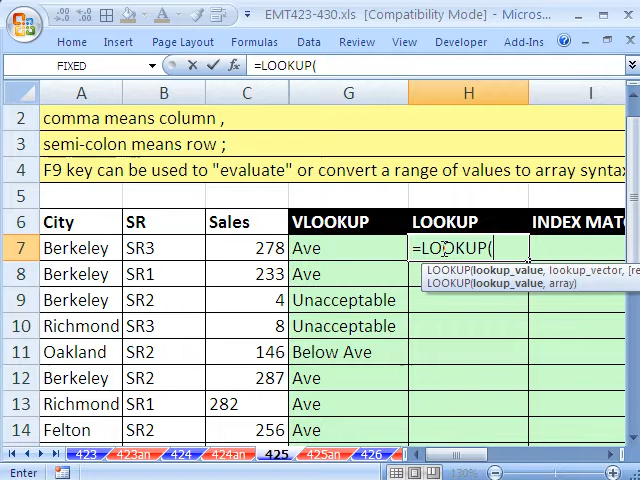 EMT423-430.xls [Compatibility Mode] - Micros...
Home Insert Page Layout Formulas Data Review View Developer Add-Ins
FIXED =LOOKUP(
A B C G H I
2 comma means column ,
3 semi-colon means row ;
4 F9 key can be used to "evaluate" or convert a range of values to array syntax
5
6 City SR Sales VLOOKUP LOOKUP INDEX MATC
7 Berkeley SR3 278 Ave =LOOKUP(
LOOKUP(lookup_value, lookup_vector, [re
LOOKUP(lookup_value, array)
8 Berkeley SR1 233 Ave
9 Berkeley SR2 4 Unacceptable
10 Richmond SR3 8 Unacceptable
11 Oakland SR2 146 Below Ave
12 Berkeley SR2 287 Ave
13 Richmond SR1 282 Ave
14 Felton SR2 256 Ave
423 423an 424 424an 425 425an 426
Enter 130%